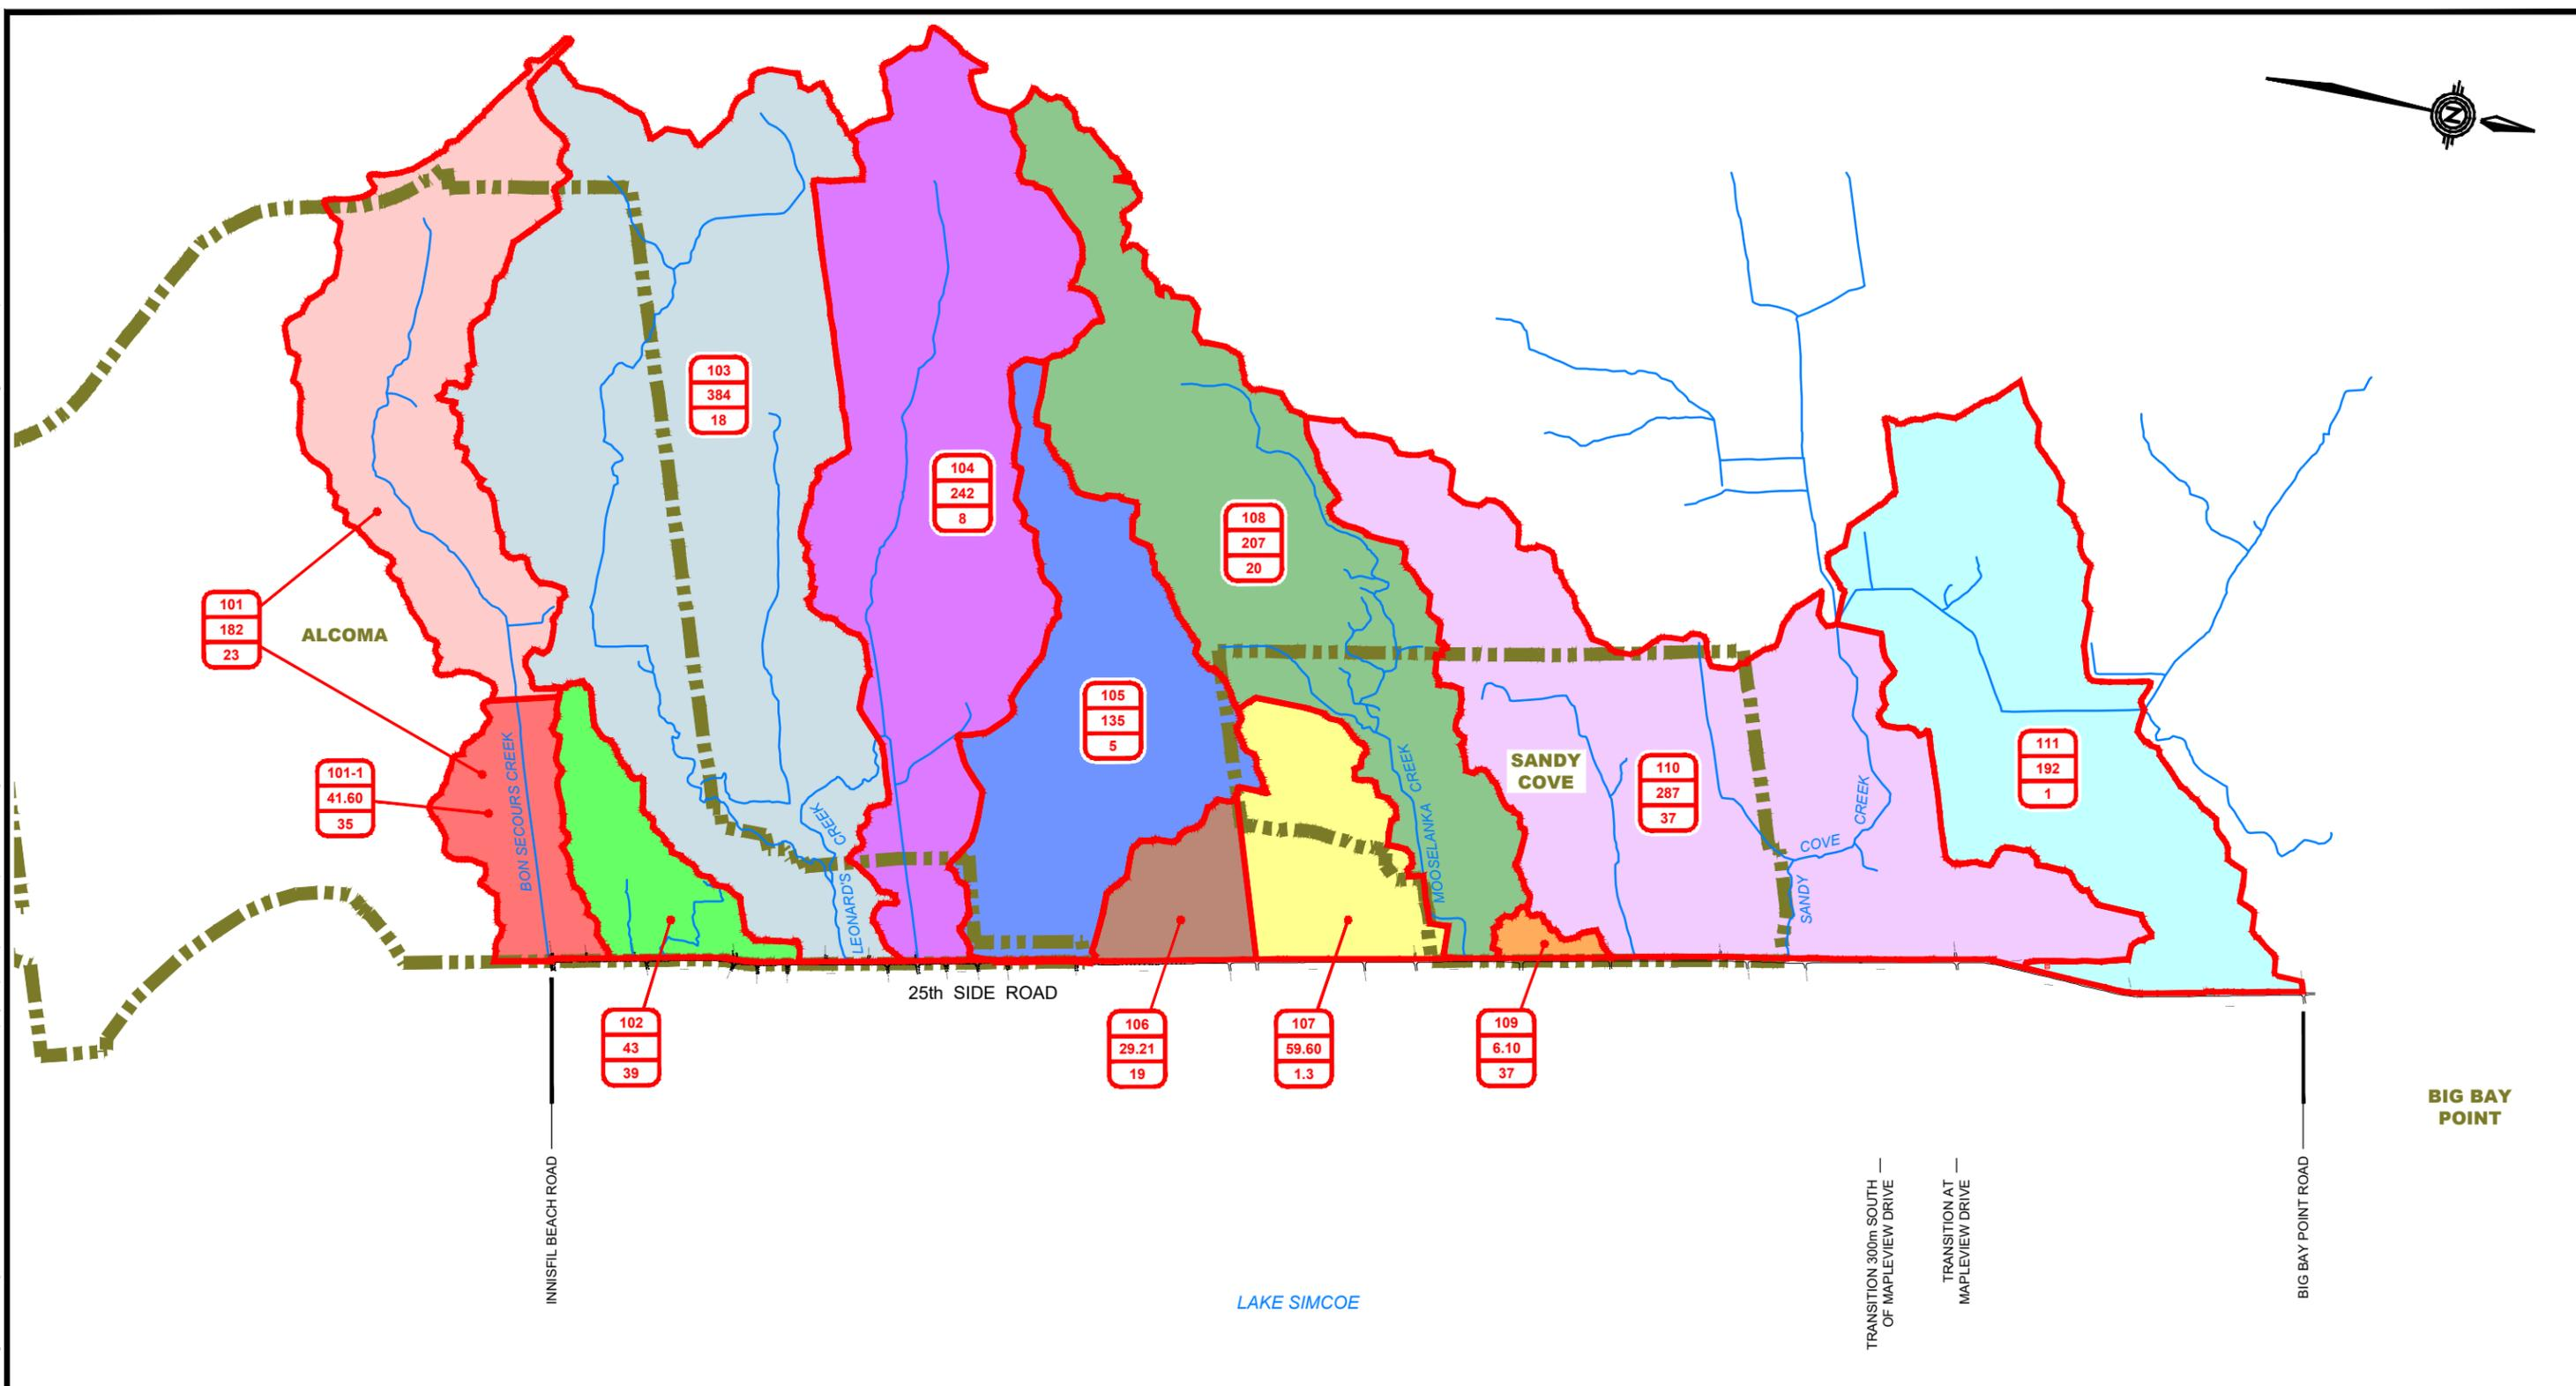 N
103
384
18
104
242
8
108
207
20
101
182
23
ALCOMA
105
135
5
101-1
41.60
35
BON SECOURS CREEK
LEONARD'S CREEK
MOOSELANKA CREEK
SANDY
COVE
110
287
37
SANDY COVE CREEK
111
192
1
25th SIDE ROAD
102
43
39
106
29.21
19
107
59.60
1.3
109
6.10
37
BIG BAY
POINT
INNISFIL BEACH ROAD
TRANSITION 300m SOUTH
OF MAPLEVIEW DRIVE
TRANSITION AT
MAPLEVIEW DRIVE
BIG BAY POINT ROAD
LAKE SIMCOE